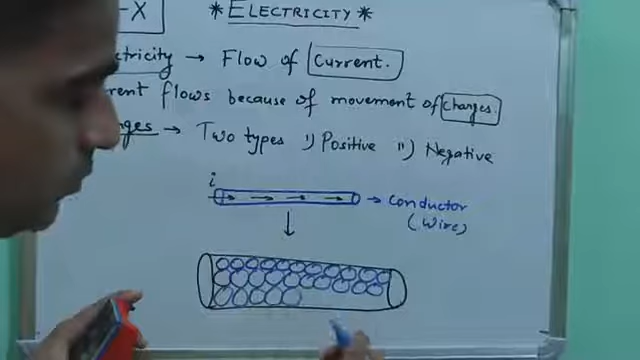 -X
*ELECTRICITY*
ctricity → Flow of Current.
rent flows because of movement of charges.
rges → Two types i) Positive ii) Negative
i
→ Conductor
(Wire)